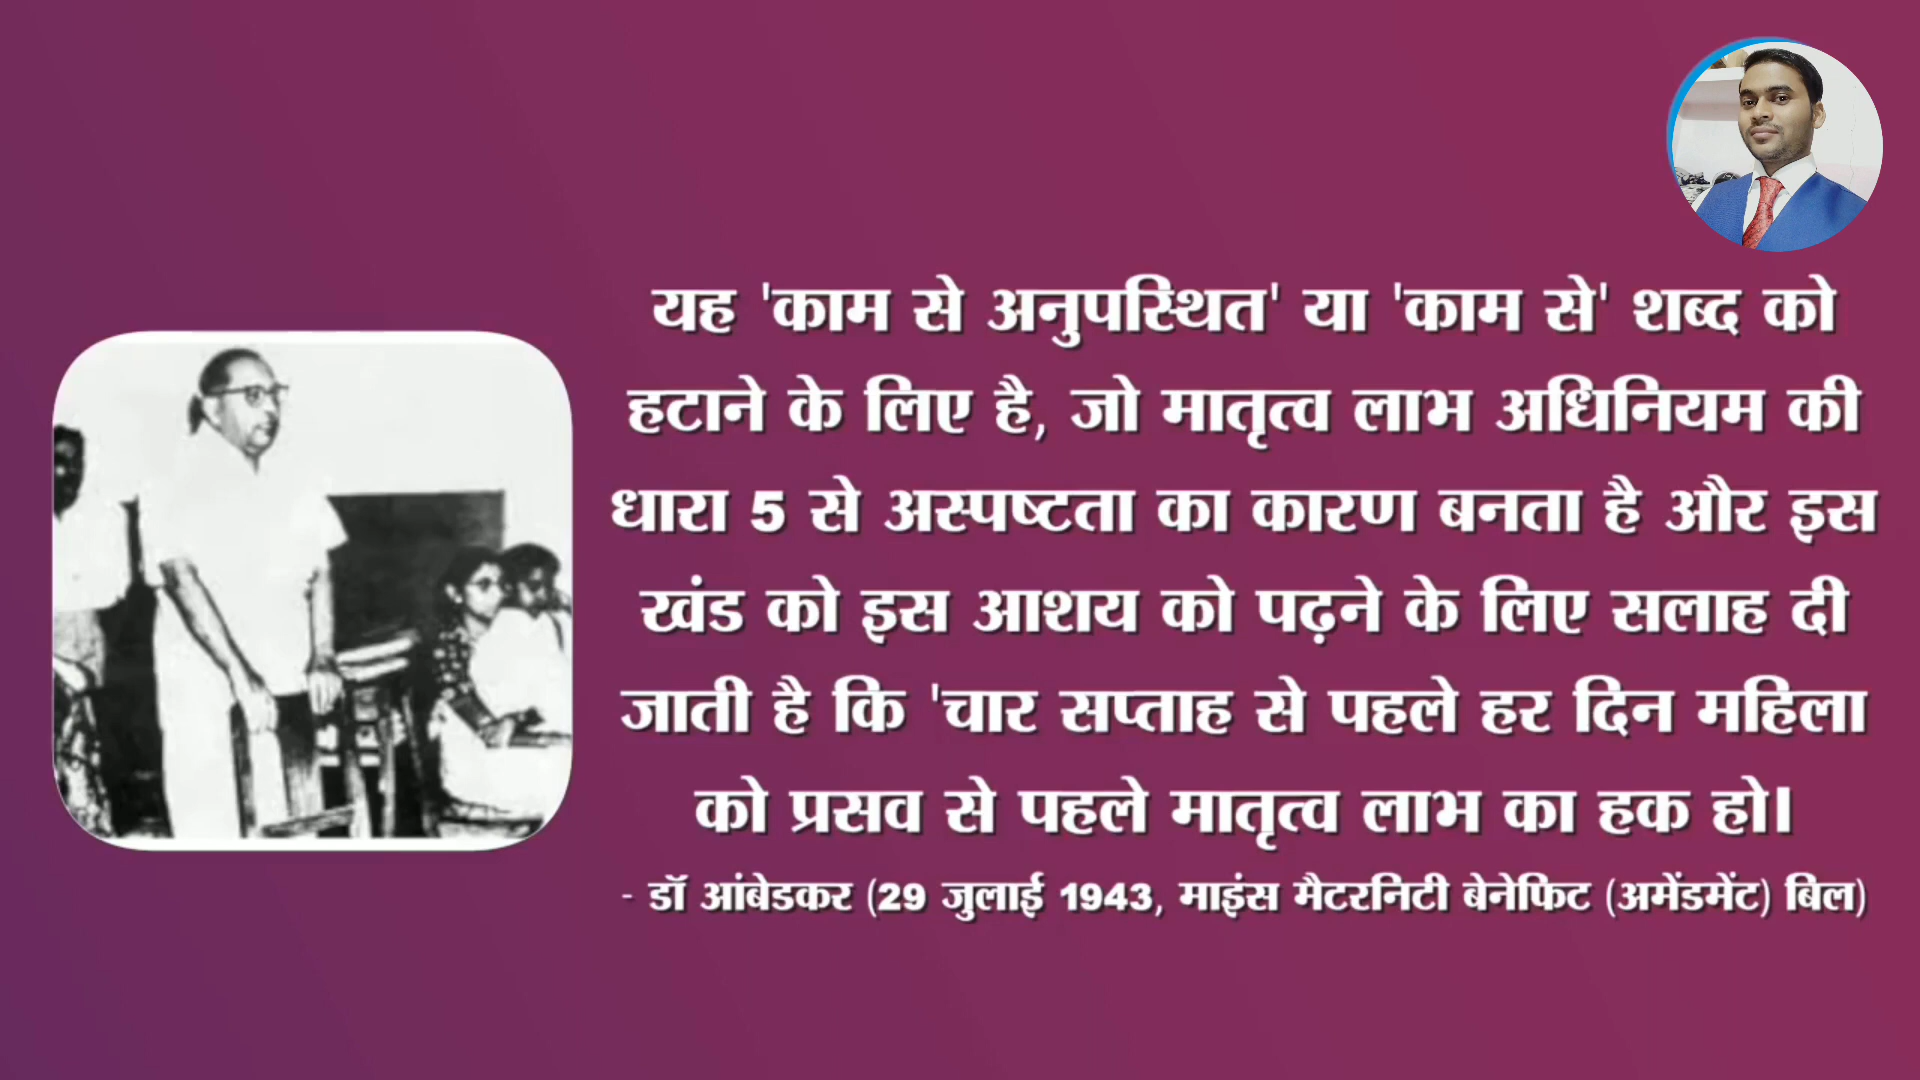 यह 'काम से अनुपस्थित' या 'काम से' शब्द को
हटाने के लिए है, जो मातृत्व लाभ अधिनियम की
धारा 5 से अस्पष्टता का कारण बनता है और इस
खंड को इस आशय को पढ़ने के लिए सलाह दी
जाती है कि 'चार सप्ताह से पहले हर दिन महिला
को प्रसव से पहले मातृत्व लाभ का हक हो।
- डॉ आंबेडकर (29 जुलाई 1943, माइंस मैटरनिटी बेनेफिट (अमेंडमेंट) बिल)